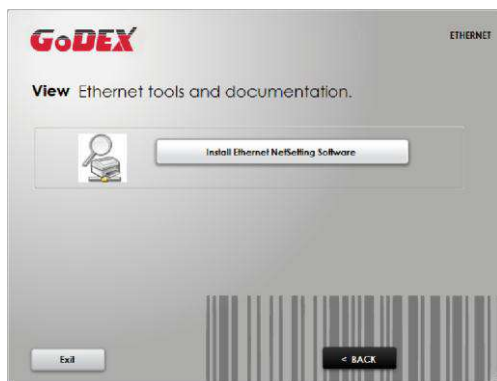 GoDEX
ETHERNET
View Ethernet tools and documentation.
Install Ethernet NetSetting Software
Exit
< BACK